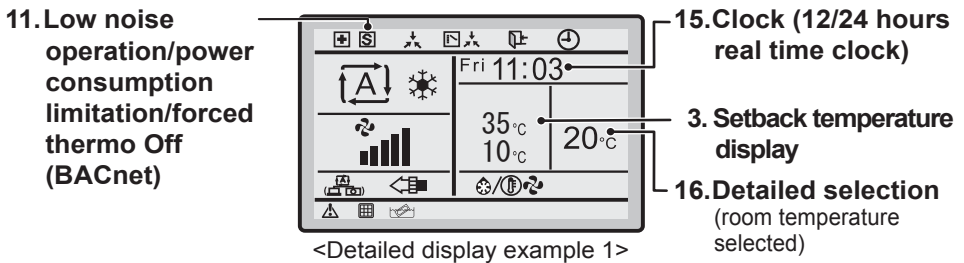 11.Low noise
operation/power
consumption
limitation/forced
thermo Off
(BACnet)
S
Fri 11:03
A
35°C
10°C
20°C
A
15.Clock (12/24 hours
real time clock)
3. Setback temperature
display
16.Detailed selection
(room temperature
selected)
<Detailed display example 1>